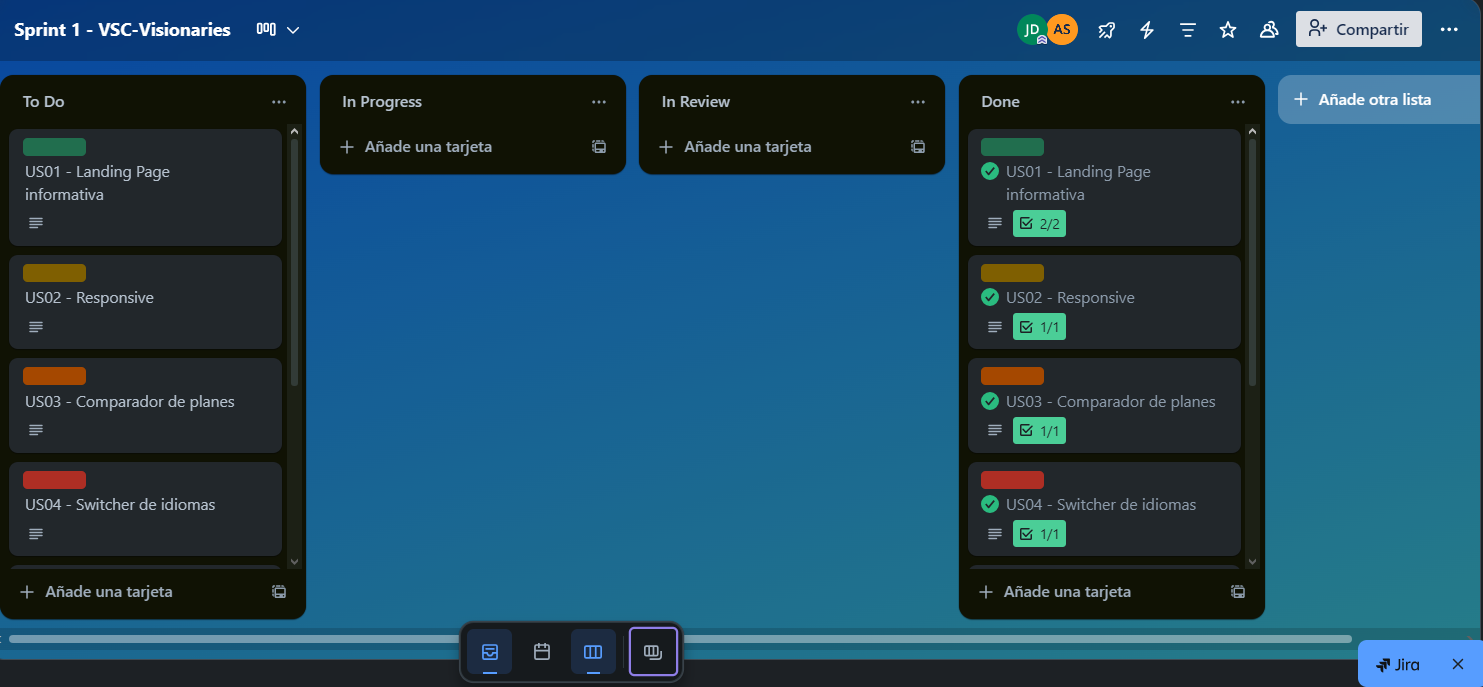 Sprint 1 - VSC-Visionaries
JD
AS
Compartir
To Do
US01 - Landing Page
informativa
US02 - Responsive
US03 - Comparador de planes
US04 - Switcher de idiomas
Añade una tarjeta
In Progress
Añade una tarjeta
In Review
Añade una tarjeta
Done
US01 - Landing Page
informativa
2/2
US02 - Responsive
1/1
US03 - Comparador de planes
1/1
US04 - Switcher de idiomas
1/1
Añade una tarjeta
Añade otra lista
Jira